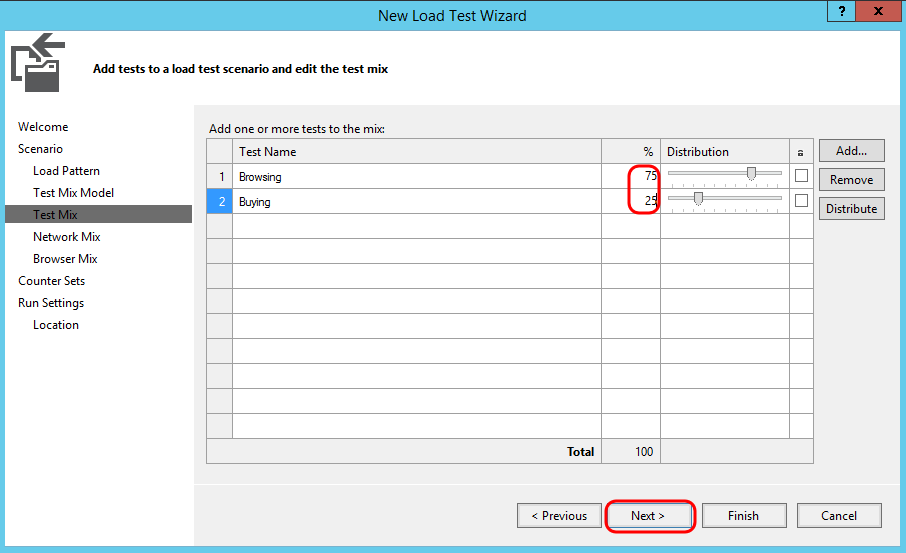 New Load Test Wizard
?
x
Add tests to a load test scenario and edit the test mix
Welcome
Scenario
Load Pattern
Test Mix Model
Test Mix
Network Mix
Browser Mix
Counter Sets
Run Settings
Location
Add one or more tests to the mix:
Test Name % Distribution
1 Browsing 75
2 Buying 25
Total 100
Add...
Remove
Distribute
< Previous
Next >
Finish
Cancel